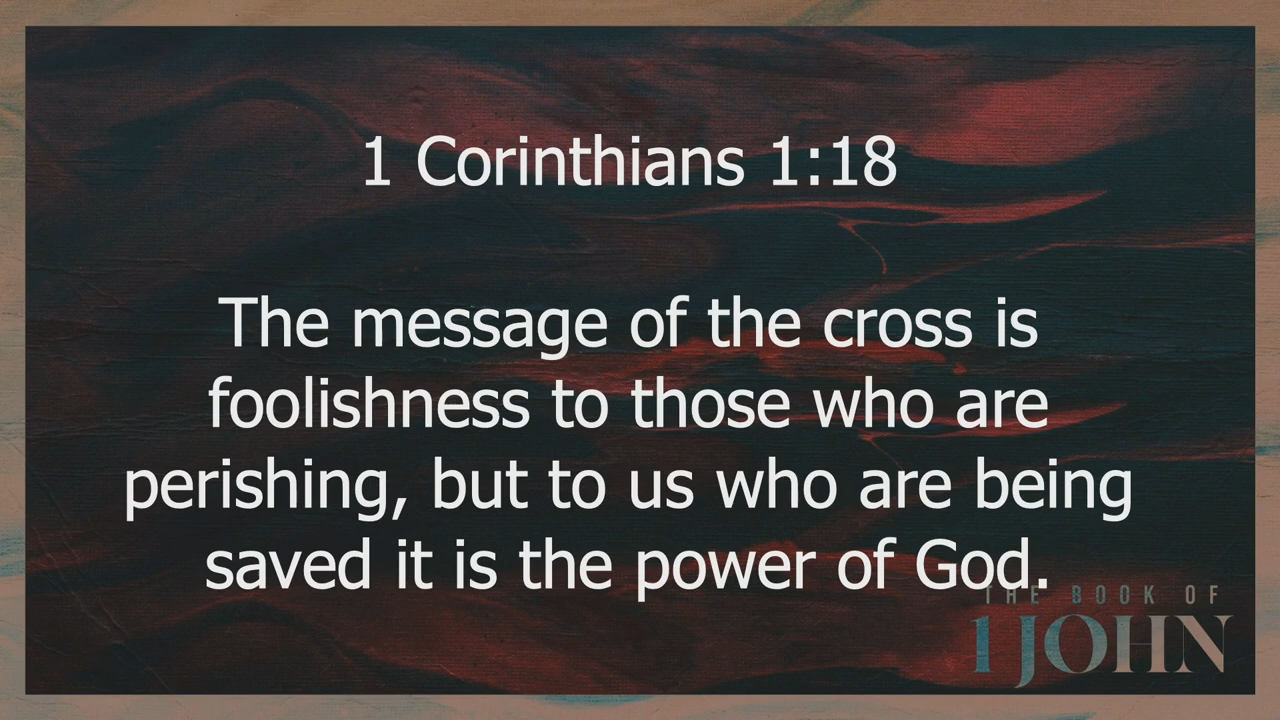 1 Corinthians 1:18
The message of the cross is
foolishness to those who are
perishing, but to us who are being
saved it is the power of God.
THE BOOK OF
1 JOHN